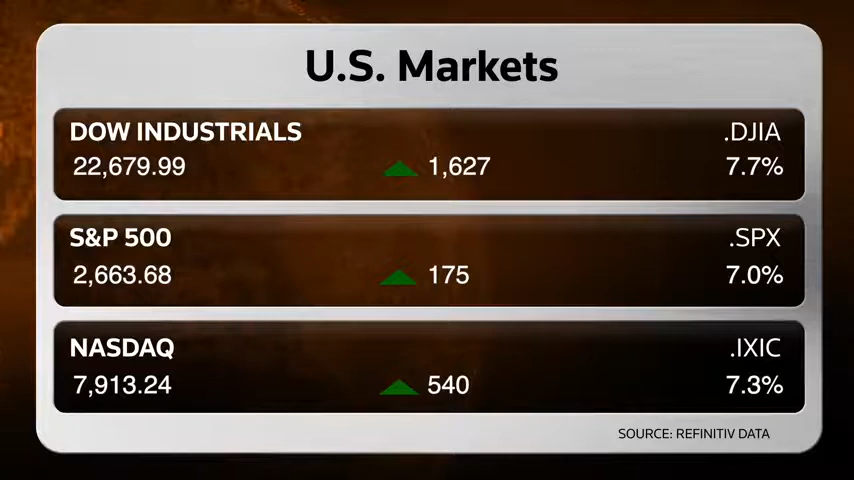 U.S. Markets
DOW INDUSTRIALS .DJIA
22,679.99 1,627 7.7%
S&P 500 .SPX
2,663.68 175 7.0%
NASDAQ .IXIC
7,913.24 540 7.3%
SOURCE: REFINITIV DATA